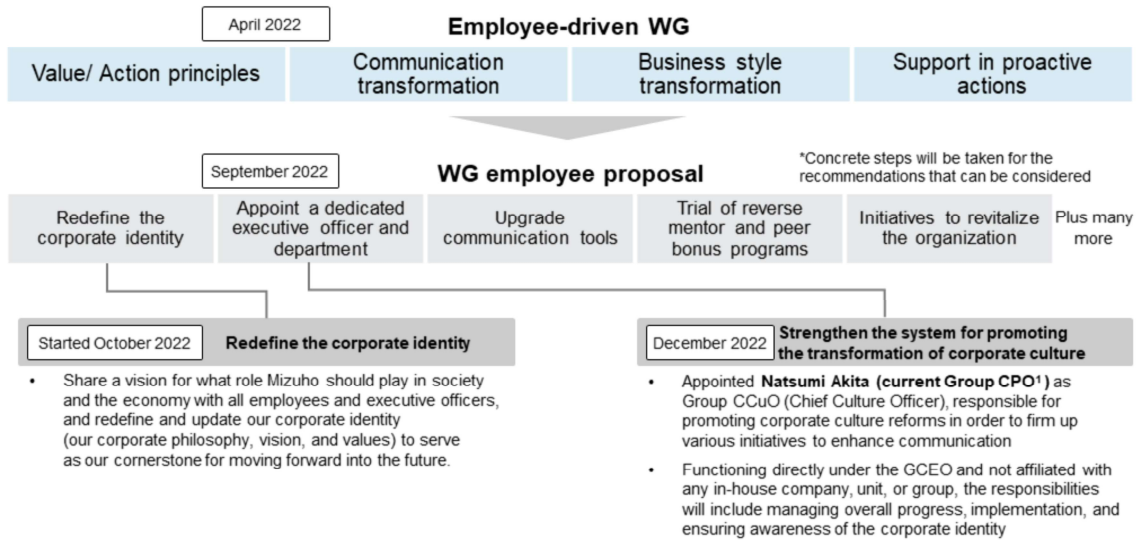 April 2022
Employee-driven WG
Value/ Action principles
Communication
transformation
Business style
transformation
Support in proactive
actions
September 2022
WG employee proposal
*Concrete steps will be taken for the
recommendations that can be considered
Redefine the
corporate identity
Appoint a dedicated
executive officer and
department
Upgrade
communication tools
Trial of reverse
mentor and peer
bonus programs
Initiatives to revitalize
the organization
Plus many
more
Started October 2022
Redefine the corporate identity
• Share a vision for what role Mizuho should play in society
and the economy with all employees and executive officers,
and redefine and update our corporate identity
(our corporate philosophy, vision, and values) to serve
as our cornerstone for moving forward into the future.
December 2022
Strengthen the system for promoting
the transformation of corporate culture
• Appointed Natsumi Akita (current Group CPO¹) as
Group CCuO (Chief Culture Officer), responsible for
promoting corporate culture reforms in order to firm up
various initiatives to enhance communication
• Functioning directly under the GCEO and not affiliated with
any in-house company, unit, or group, the responsibilities
will include managing overall progress, implementation, and
ensuring awareness of the corporate identity